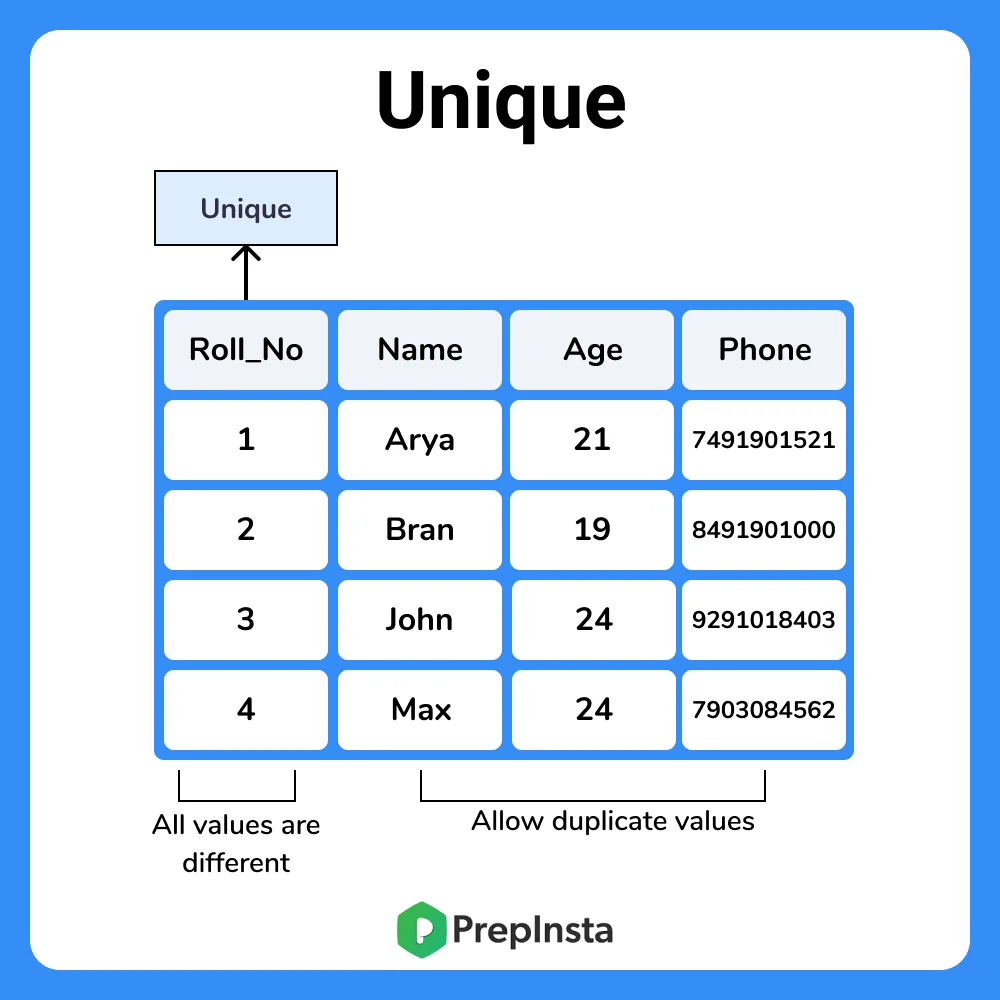 Unique
Unique
Roll_No Name Age Phone
1 Arya 21 7491901521
2 Bran 19 8491901000
3 John 24 9291018403
4 Max 24 7903084562
All values are
different
Allow duplicate values
PrepInsta